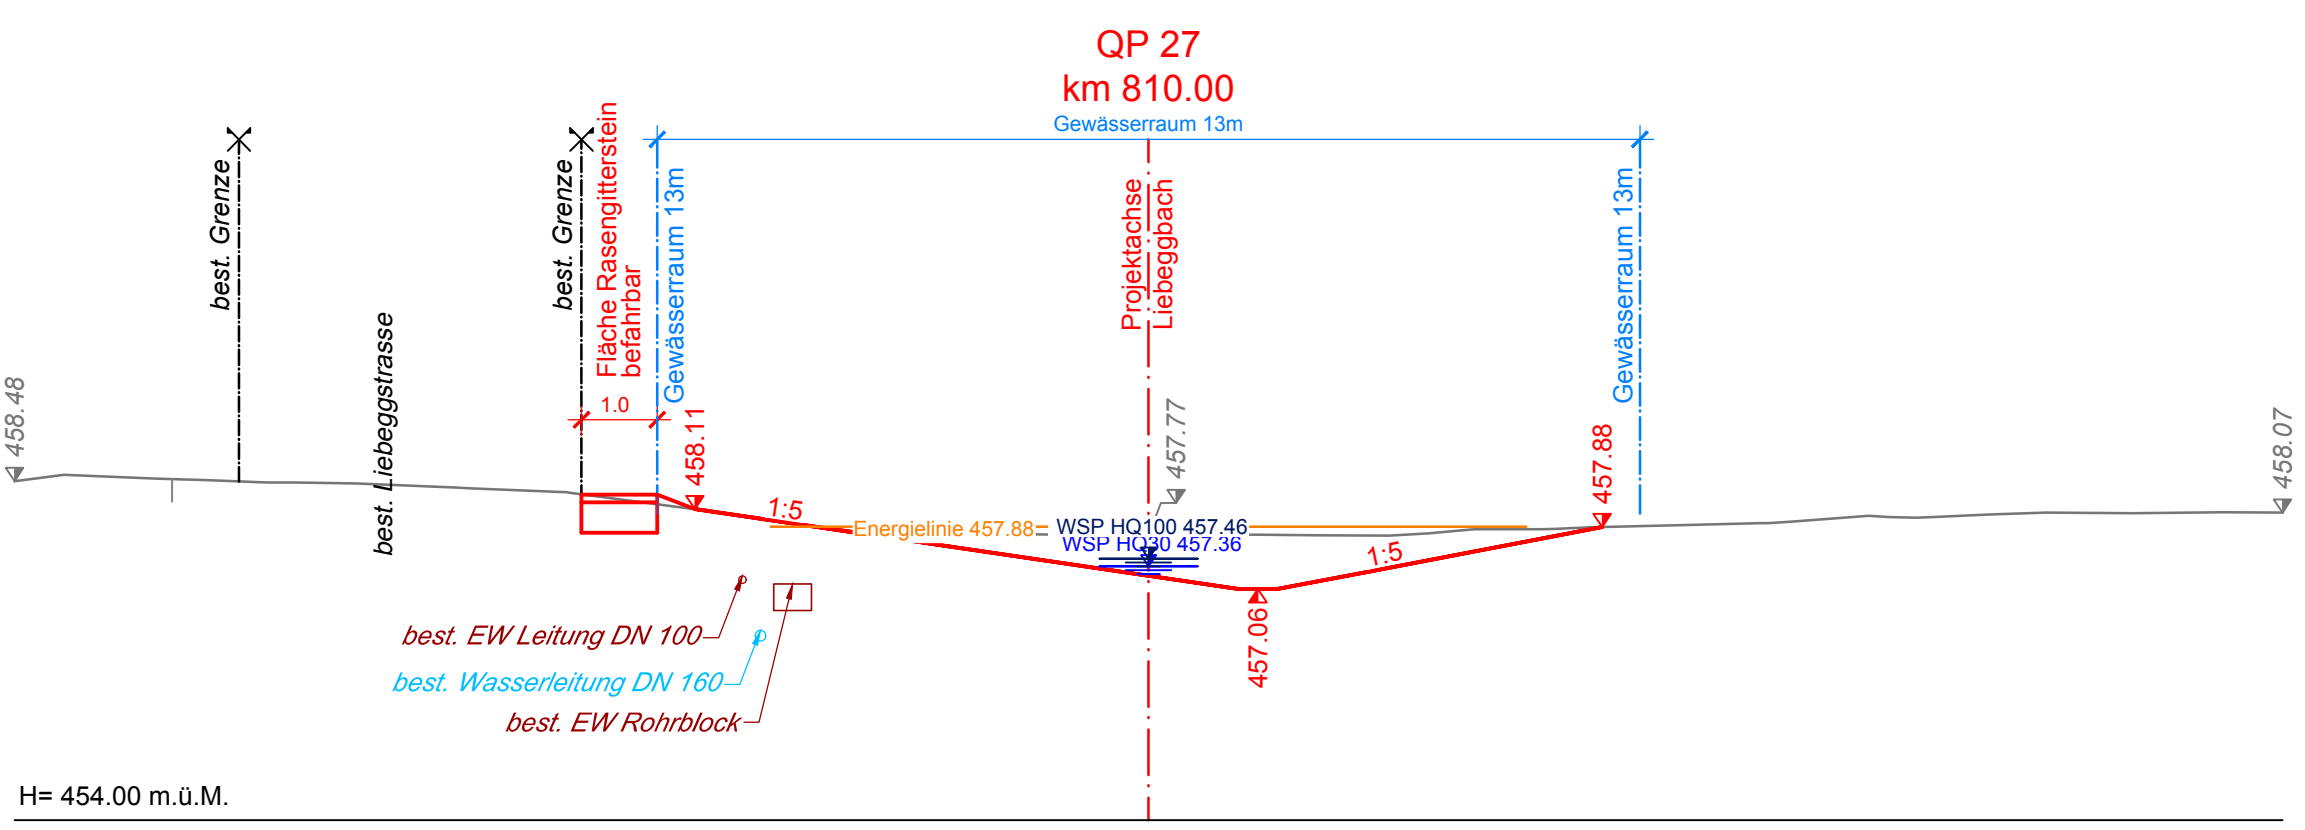 QP 27
km 810.00
Gewässerraum 13m
best. Grenze
best. Grenze
Fläche Rasengitterstein
befahrbar
Gewässerraum 13m
Projektachse
Liebeggbach
Gewässerraum 13m
best. Liebeggstrasse
1.0
458.48
458.11
457.77
457.88
458.07
1:5
Energielinie 457.88
WSP HQ100 457.46
WSP HQ30 457.36
1:5
457.06
best. EW Leitung DN 100
best. Wasserleitung DN 160
best. EW Rohrblock
H= 454.00 m.ü.M.